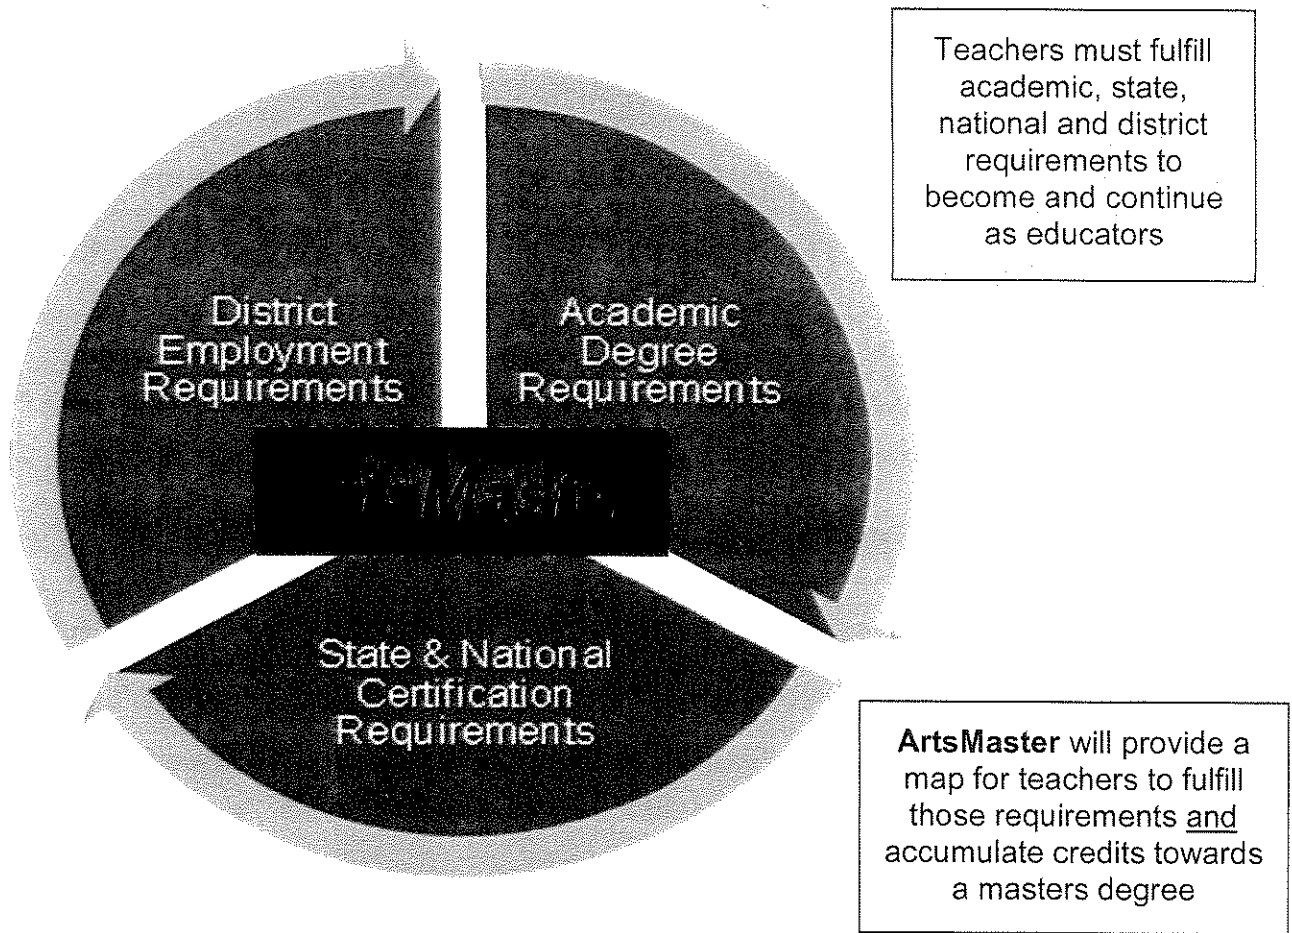 Teachers must fulfill
academic, state,
national and district
requirements to
become and continue
as educators
District
Employment
Requirements
Academic
Degree
Requirements
State & National
Certification
Requirements
ArtsMaster will provide a
map for teachers to fulfill
those requirements and
accumulate credits towards
a masters degree